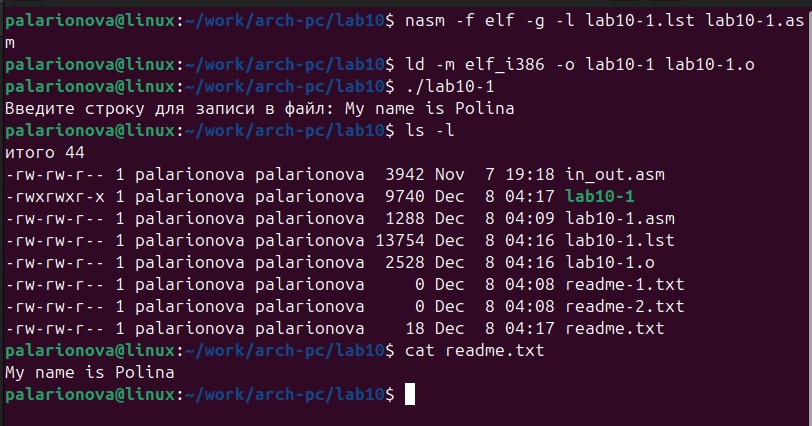 palarionova@linux:~/work/arch-pc/lab10$ nasm -f elf -g -l lab10-1.lst lab10-1.as
m
palarionova@linux:~/work/arch-pc/lab10$ ld -m elf_i386 -o lab10-1 lab10-1.o
palarionova@linux:~/work/arch-pc/lab10$ ./lab10-1
Введите строку для записи в файл: My name is Polina
palarionova@linux:~/work/arch-pc/lab10$ ls -l
итого 44
-rw-rw-r-- 1 palarionova palarionova  3942 Nov  7 19:18 in_out.asm
-rwxrwxr-x 1 palarionova palarionova  9740 Dec  8 04:17 lab10-1
-rw-rw-r-- 1 palarionova palarionova  1288 Dec  8 04:09 lab10-1.asm
-rw-rw-r-- 1 palarionova palarionova 13754 Dec  8 04:16 lab10-1.lst
-rw-rw-r-- 1 palarionova palarionova  2528 Dec  8 04:16 lab10-1.o
-rw-rw-r-- 1 palarionova palarionova     0 Dec  8 04:08 readme-1.txt
-rw-rw-r-- 1 palarionova palarionova     0 Dec  8 04:08 readme-2.txt
-rw-rw-r-- 1 palarionova palarionova    18 Dec  8 04:17 readme.txt
palarionova@linux:~/work/arch-pc/lab10$ cat readme.txt
My name is Polina
palarionova@linux:~/work/arch-pc/lab10$